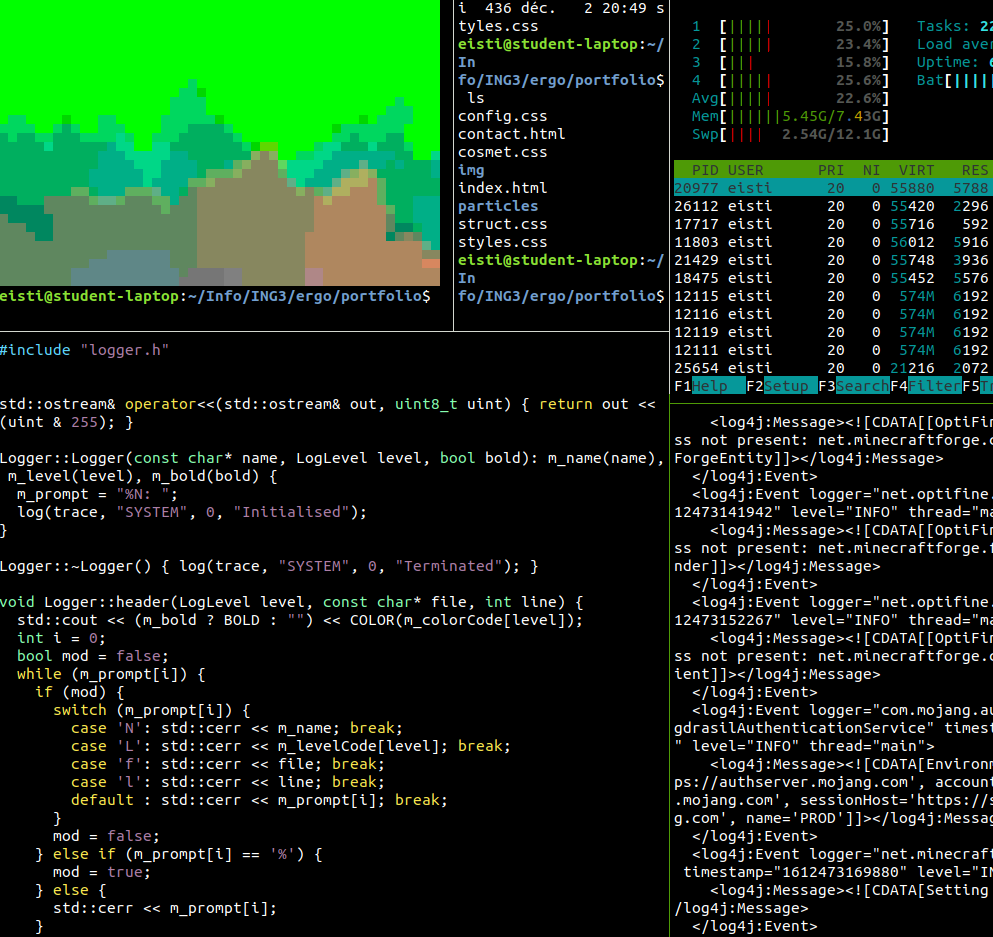 eisti@student-laptop:~/Info/ING3/ergo/portfolio$
i  436 déc.   2 20:49 s
tyles.css
eisti@student-laptop:~/
In
fo/ING3/ergo/portfolio$
 ls
config.css
contact.html
cosmet.css
img
index.html
particles
struct.css
styles.css
eisti@student-laptop:~/
In
fo/ING3/ergo/portfolio$
1  [|||||       25.0%]   Tasks: 22
2  [|||||       23.4%]   Load aver
3  [|||         15.8%]   Uptime: 6
4  [|||||       25.6%]   Bat[|||||
Avg[|||||       22.6%]
Mem[||||||5.45G/7.43G]
Swp[||||  2.54G/12.1G]
PID USER      PRI  NI  VIRT   RES
20977 eisti      20   0 55880  5788
26112 eisti      20   0 55420  2296
17717 eisti      20   0 55716   592
11803 eisti      20   0 56012  5916
21429 eisti      20   0 55748  3936
18475 eisti      20   0 55452  5576
12115 eisti      20   0  574M  6192
12116 eisti      20   0  574M  6192
12119 eisti      20   0  574M  6192
12111 eisti      20   0  574M  6192
25654 eisti      20   0 21216  2072
F1Help  F2Setup F3SearchF4FilterF5Tr
#include "logger.h"
std::ostream& operator<<(std::ostream& out, uint8_t uint) { return out <<
(uint & 255); }
Logger::Logger(const char* name, LogLevel level, bool bold): m_name(name),
 m_level(level), m_bold(bold) {
  m_prompt = "%N: ";
  log(trace, "SYSTEM", 0, "Initialised");
}
Logger::~Logger() { log(trace, "SYSTEM", 0, "Terminated"); }
void Logger::header(LogLevel level, const char* file, int line) {
  std::cout << (m_bold ? BOLD : "") << COLOR(m_colorCode[level]);
  int i = 0;
  bool mod = false;
  while (m_prompt[i]) {
    if (mod) {
      switch (m_prompt[i]) {
        case 'N': std::cerr << m_name; break;
        case 'L': std::cerr << m_levelCode[level]; break;
        case 'f': std::cerr << file; break;
        case 'l': std::cerr << line; break;
        default : std::cerr << m_prompt[i]; break;
      }
      mod = false;
    } else if (m_prompt[i] == '%') {
      mod = true;
    } else {
      std::cerr << m_prompt[i];
    }
    <log4j:Message><![CDATA[[OptiFin
ss not present: net.minecraftforge.c
ForgeEntity]]></log4j:Message>
  </log4j:Event>
  <log4j:Event logger="net.optifine.
12473141942" level="INFO" thread="ma
    <log4j:Message><![CDATA[[OptiFin
ss not present: net.minecraftforge.f
nder]]></log4j:Message>
  </log4j:Event>
  <log4j:Event logger="net.optifine.
12473152267" level="INFO" thread="ma
    <log4j:Message><![CDATA[[OptiFin
ss not present: net.minecraftforge.c
ient]]></log4j:Message>
  </log4j:Event>
  <log4j:Event logger="com.mojang.au
gdrasilAuthenticationService" timest
" level="INFO" thread="main">
    <log4j:Message><![CDATA[Environm
ps://authserver.mojang.com', account
.mojang.com', sessionHost='https://s
g.com', name='PROD']]></log4j:Messag
  </log4j:Event>
  <log4j:Event logger="net.minecraft
 timestamp="1612473169880" level="IN
    <log4j:Message><![CDATA[Setting
/log4j:Message>
  </log4j:Event>